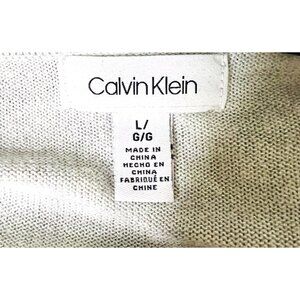 Calvin Klein
L/
G/G
MADE IN
CHINA
HECHO EN
CHINA
FABRIQUÉ EN
CHINE